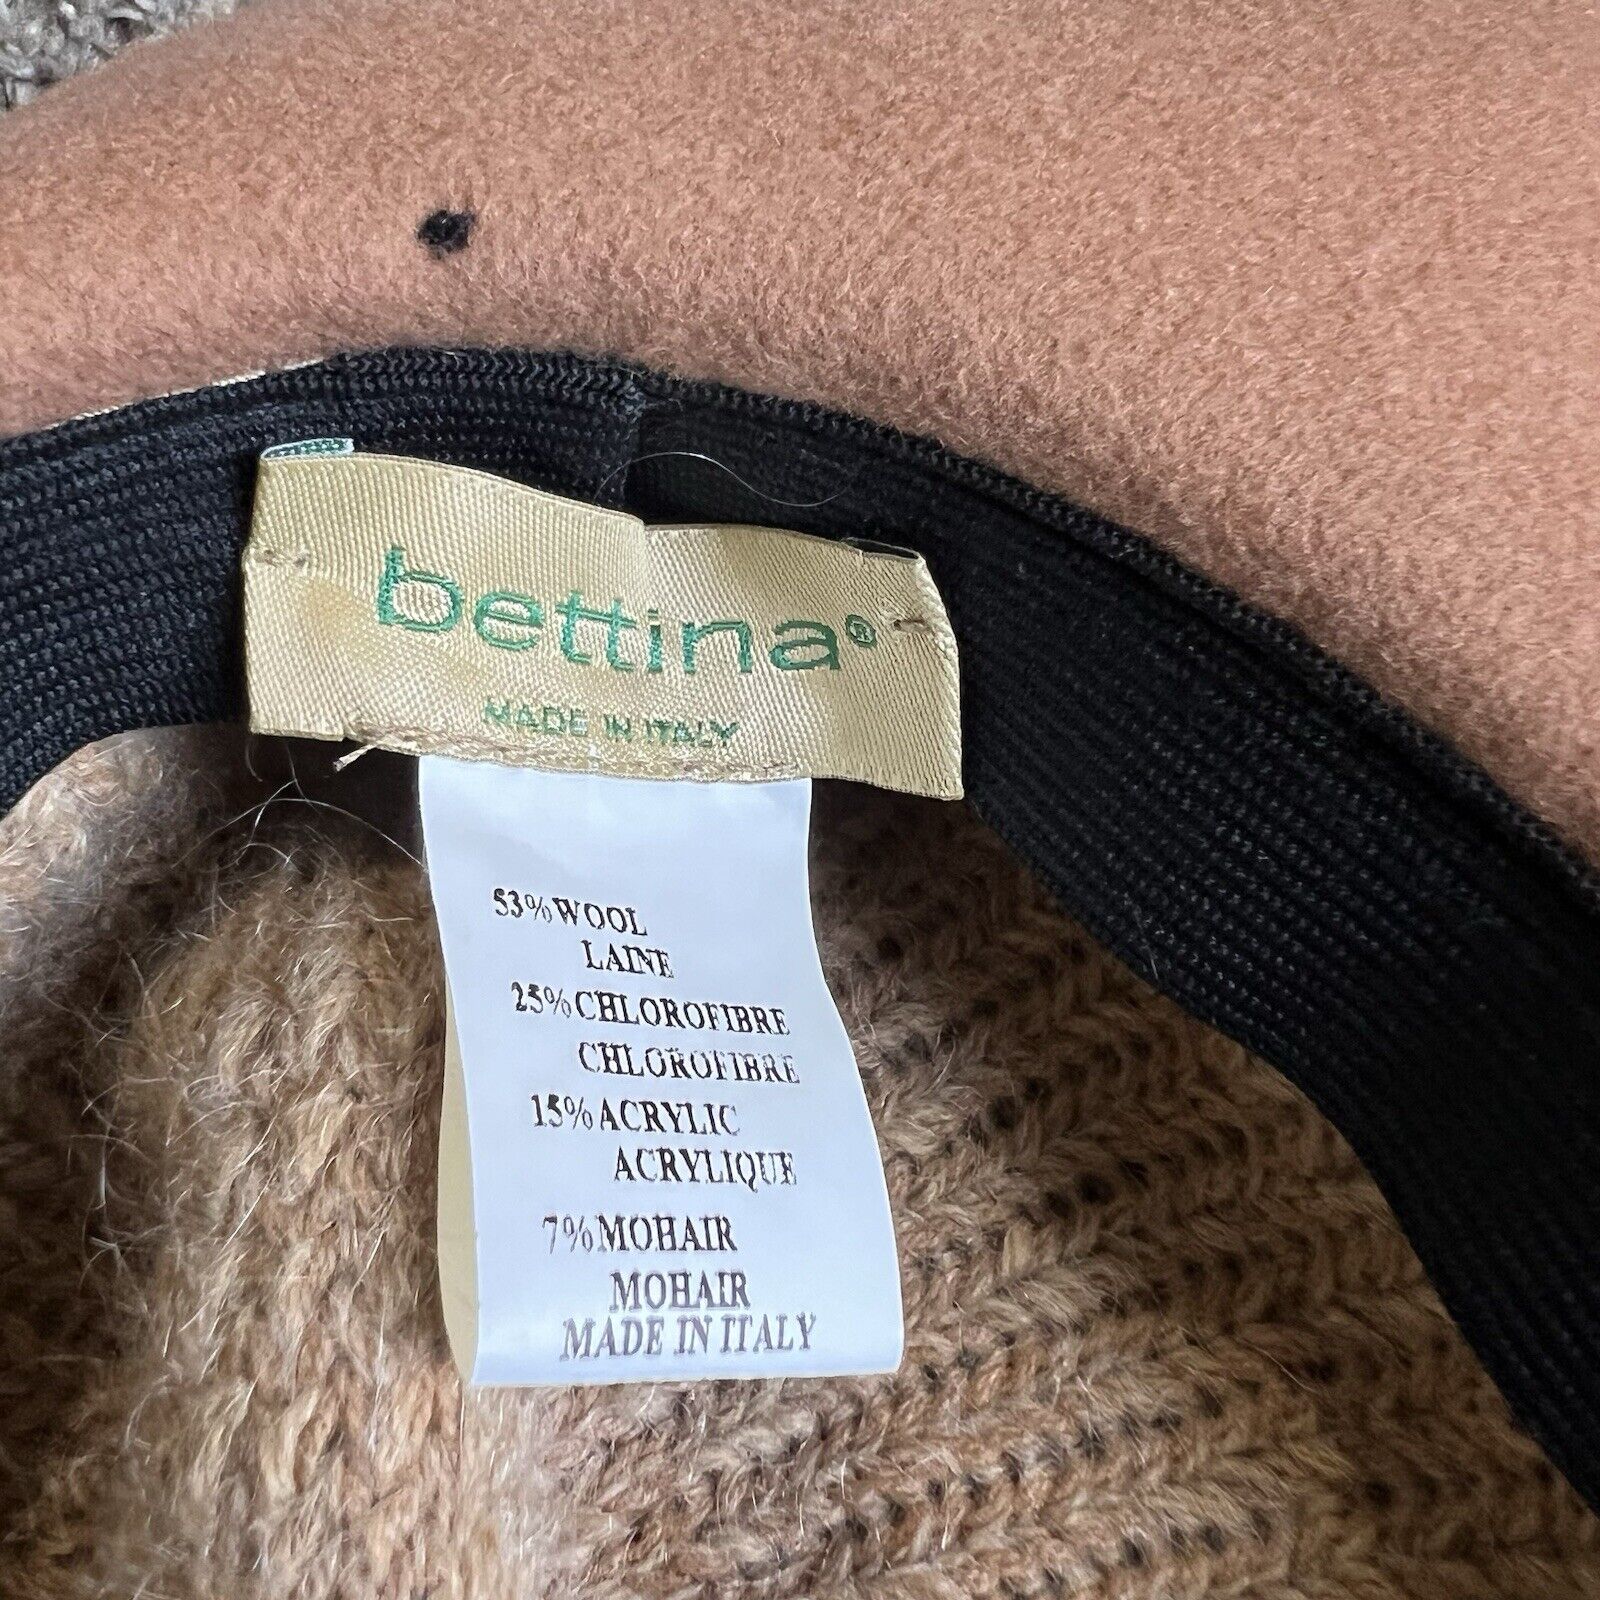 bettina®
MADE IN ITALY
53% WOOL
LAINE
25% CHLOROFIBRE
CHLOROFIBRE
15% ACRYLIC
ACRYLIQUE
7% MOHAIR
MOHAIR
MADE IN ITALY